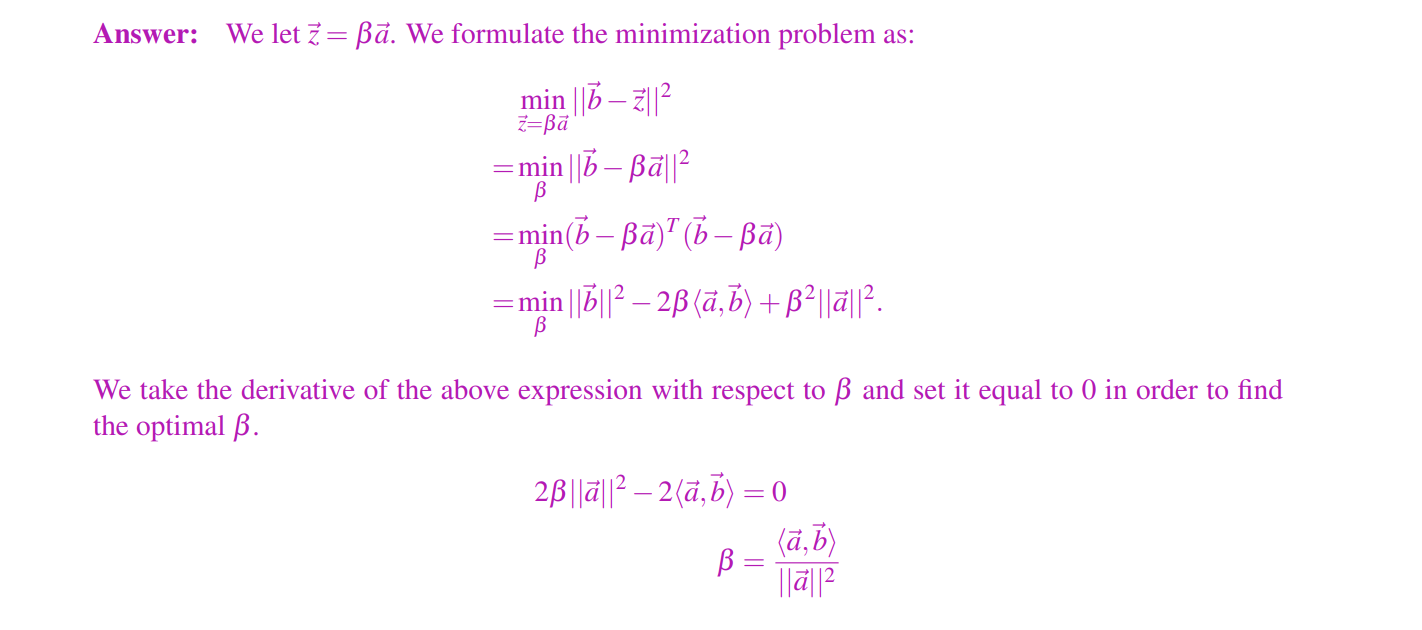 Answer: We let $\vec{z} = \beta\vec{a}$. We formulate the minimization problem as:
$\min_{\vec{z}=\beta\vec{a}} ||\vec{b} - \vec{z}||^2$
$= \min_{\beta} ||\vec{b} - \beta\vec{a}||^2$
$= \min_{\beta} (\vec{b} - \beta\vec{a})^T (\vec{b} - \beta\vec{a})$
$= \min_{\beta} ||\vec{b}||^2 - 2\beta\langle\vec{a}, \vec{b}\rangle + \beta^2||\vec{a}||^2.$
We take the derivative of the above expression with respect to $\beta$ and set it equal to 0 in order to find
the optimal $\beta$.
$2\beta||\vec{a}||^2 - 2\langle\vec{a}, \vec{b}\rangle = 0$
$\beta = \frac{\langle\vec{a}, \vec{b}\rangle}{||\vec{a}||^2}$